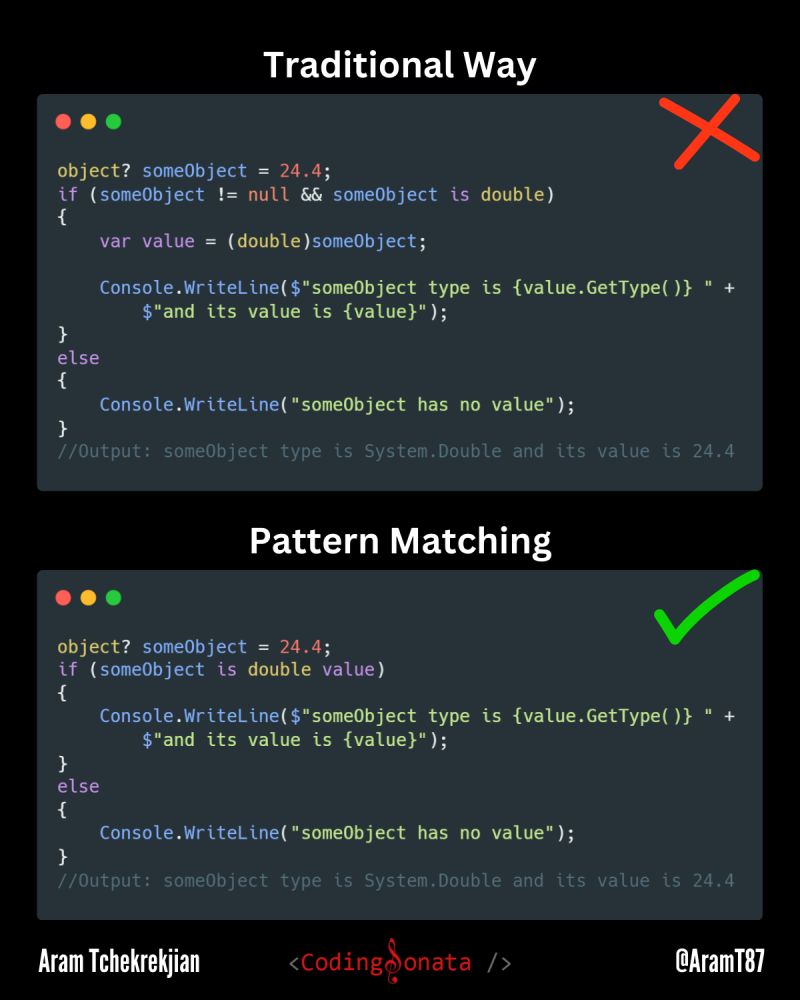 Traditional Way
object? someObject = 24.4;
if (someObject != null && someObject is double)
{
    var value = (double)someObject;
    Console.WriteLine($"someObject type is {value.GetType()} " +
        $"and its value is {value}");
}
else
{
    Console.WriteLine("someObject has no value");
}
//Output: someObject type is System.Double and its value is 24.4
Pattern Matching
object? someObject = 24.4;
if (someObject is double value)
{
    Console.WriteLine($"someObject type is {value.GetType()} " +
        $"and its value is {value}");
}
else
{
    Console.WriteLine("someObject has no value");
}
//Output: someObject type is System.Double and its value is 24.4
Aram Tchekrekjian
<CodingSonata />
@AramT87